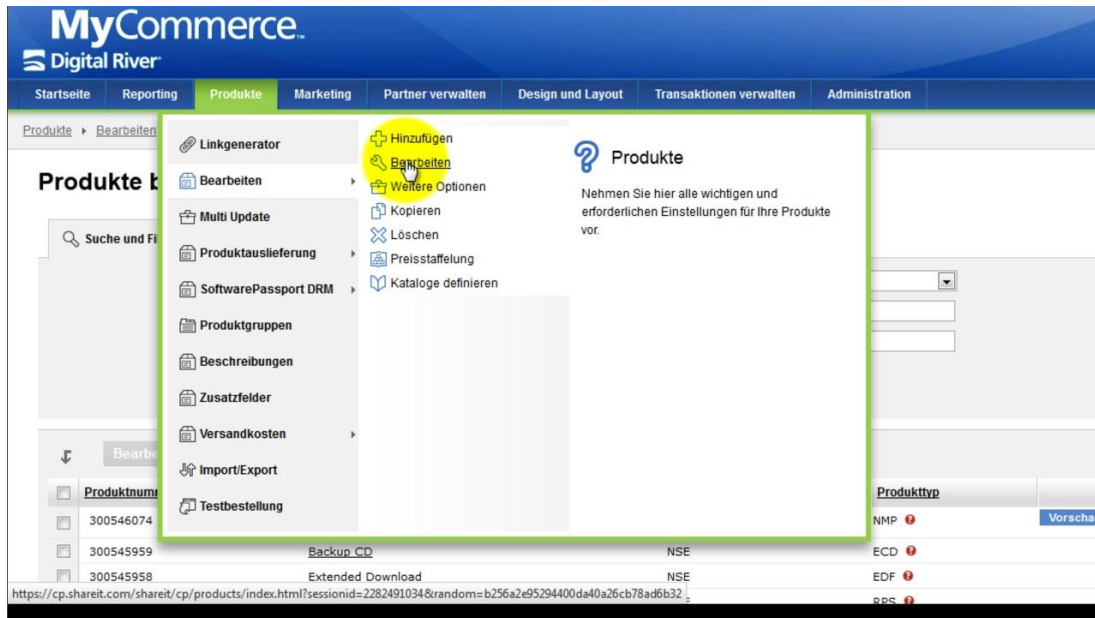 MyCommerce™
Digital River®
Startseite Reporting Produkte Marketing Partner verwalten Design und Layout Transaktionen verwalten Administration
Produkte Bearbeiten
Produkte b
Suche und Fi
Linkgenerator
Bearbeiten
Multi Update
Produktauslieferung
SoftwarePassport DRM
Produktgruppen
Beschreibungen
Zusatzfelder
Versandkosten
Import/Export
Testbestellung
Hinzufügen
Bearbeiten
Weitere Optionen
Kopieren
Löschen
Preisstaffelung
Kataloge definieren
Produkte
Nehmen Sie hier alle wichtigen und
erforderlichen Einstellungen für Ihre Produkte
vor.
Bearbe
Produktnumm Produkttyp
300546074 NMP Vorscha
300545959 Backup CD NSE ECD
300545958 Extended Download NSE EDF
https://cp.shareit.com/shareit/cp/products/index.html?sessionid=2282491034&random=b256a2e95294400da40a26cb78ad6b32
RPS